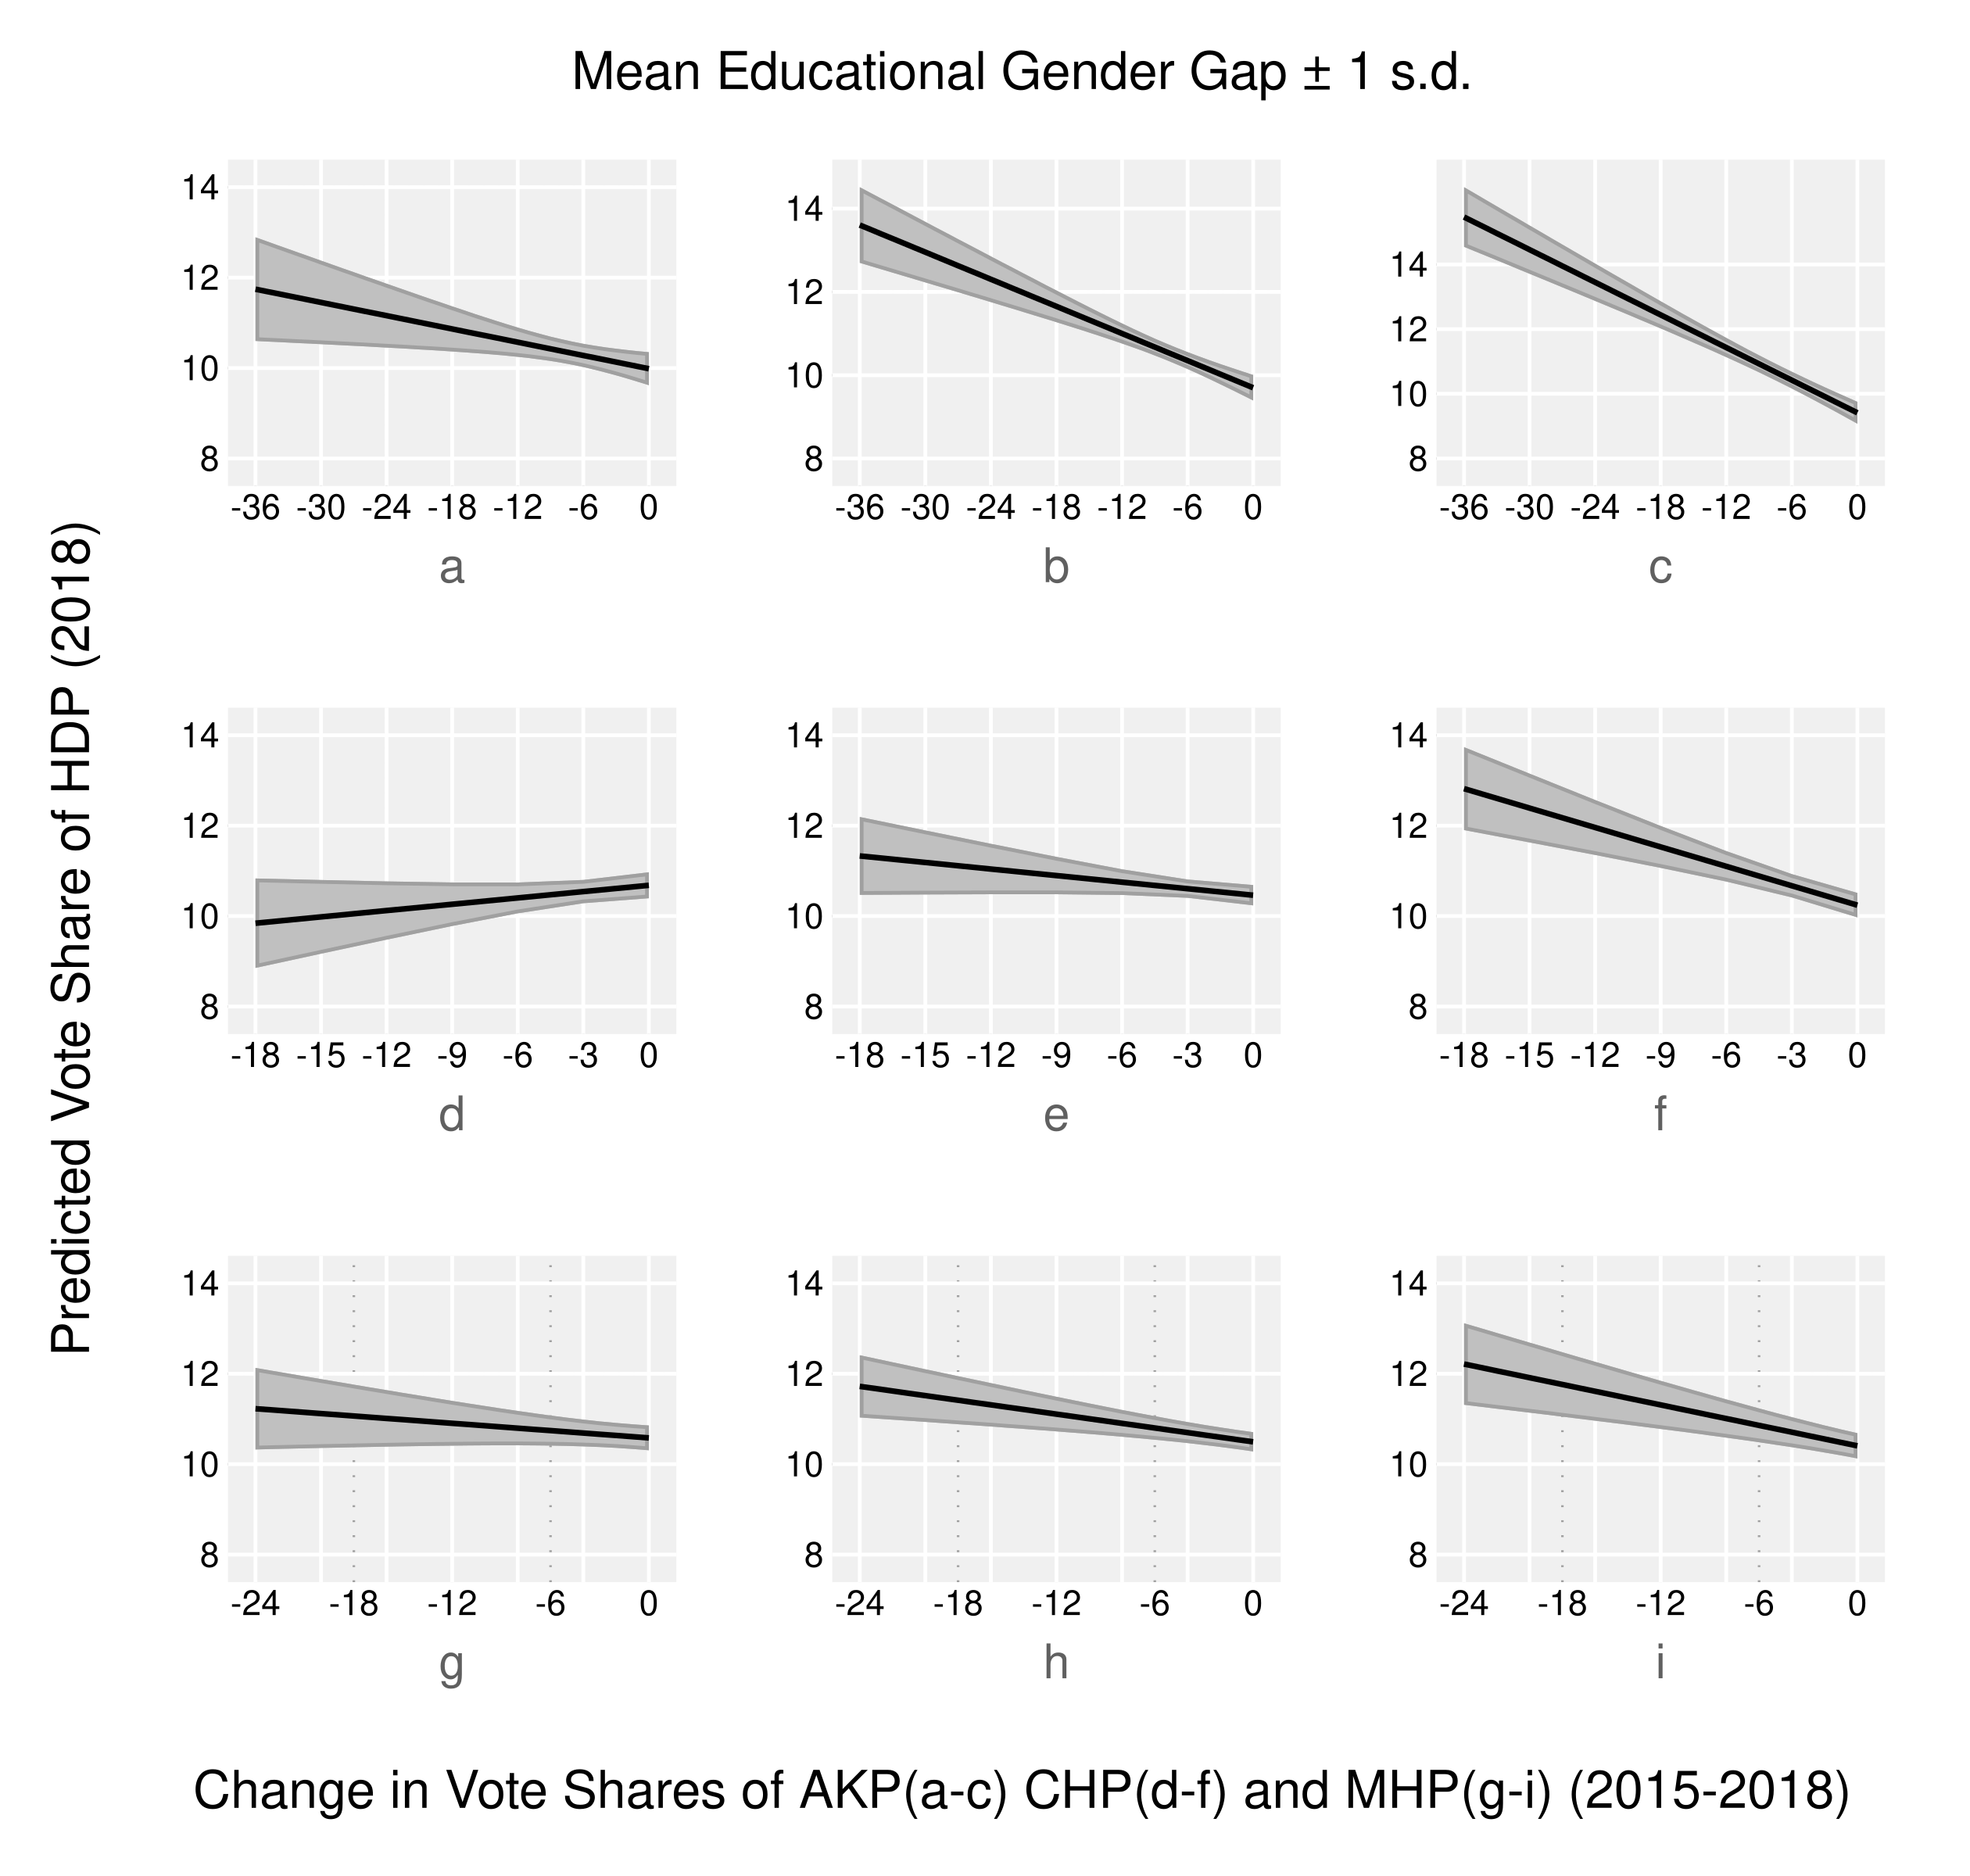 Mean Educational Gender Gap ± 1 s.d.
Predicted Vote Share of HDP (2018)
14
12
10
8
-36 -30 -24 -18 -12 -6 0
a
14
12
10
8
-36 -30 -24 -18 -12 -6 0
b
14
12
10
8
-36 -30 -24 -18 -12 -6 0
c
14
12
10
8
-18 -15 -12 -9 -6 -3 0
d
14
12
10
8
-18 -15 -12 -9 -6 -3 0
e
14
12
10
8
-18 -15 -12 -9 -6 -3 0
f
14
12
10
8
-24 -18 -12 -6 0
g
14
12
10
8
-24 -18 -12 -6 0
h
14
12
10
8
-24 -18 -12 -6 0
i
Change in Vote Shares of AKP(a-c) CHP(d-f) and MHP(g-i) (2015-2018)